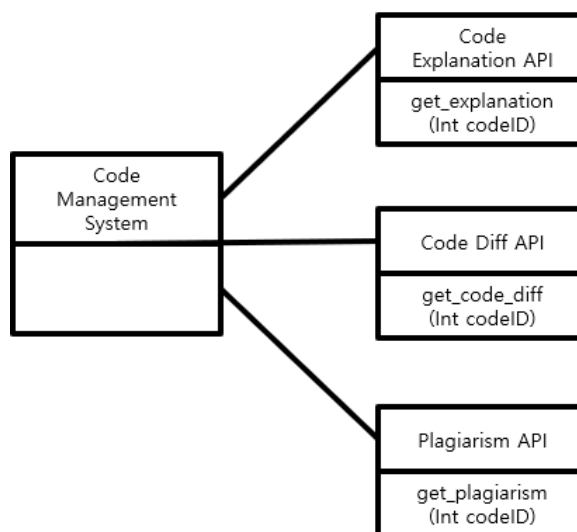 Code
Explanation API
get_explanation
(Int codeID)
Code
Management
System
Code Diff API
get_code_diff
(Int codeID)
Plagiarism API
get_plagiarism
(Int codeID)